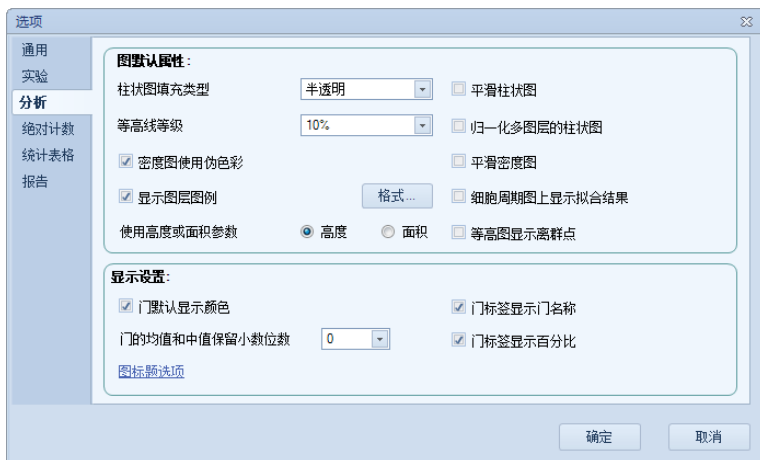 选项
通用
实验
分析
绝对计数
统计表格
报告
图默认属性:
柱状图填充类型 半透明 平滑柱状图
等高线等级 10% 归一化多图层的柱状图
密度图使用伪色彩 平滑密度图
显示图层图例 格式... 细胞周期图上显示拟合结果
使用高度或面积参数 高度 面积 等高图显示离群点
显示设置:
门默认显示颜色 门标签显示门名称
门的均值和中值保留小数位数 0 门标签显示百分比
图标题选项
确定 取消